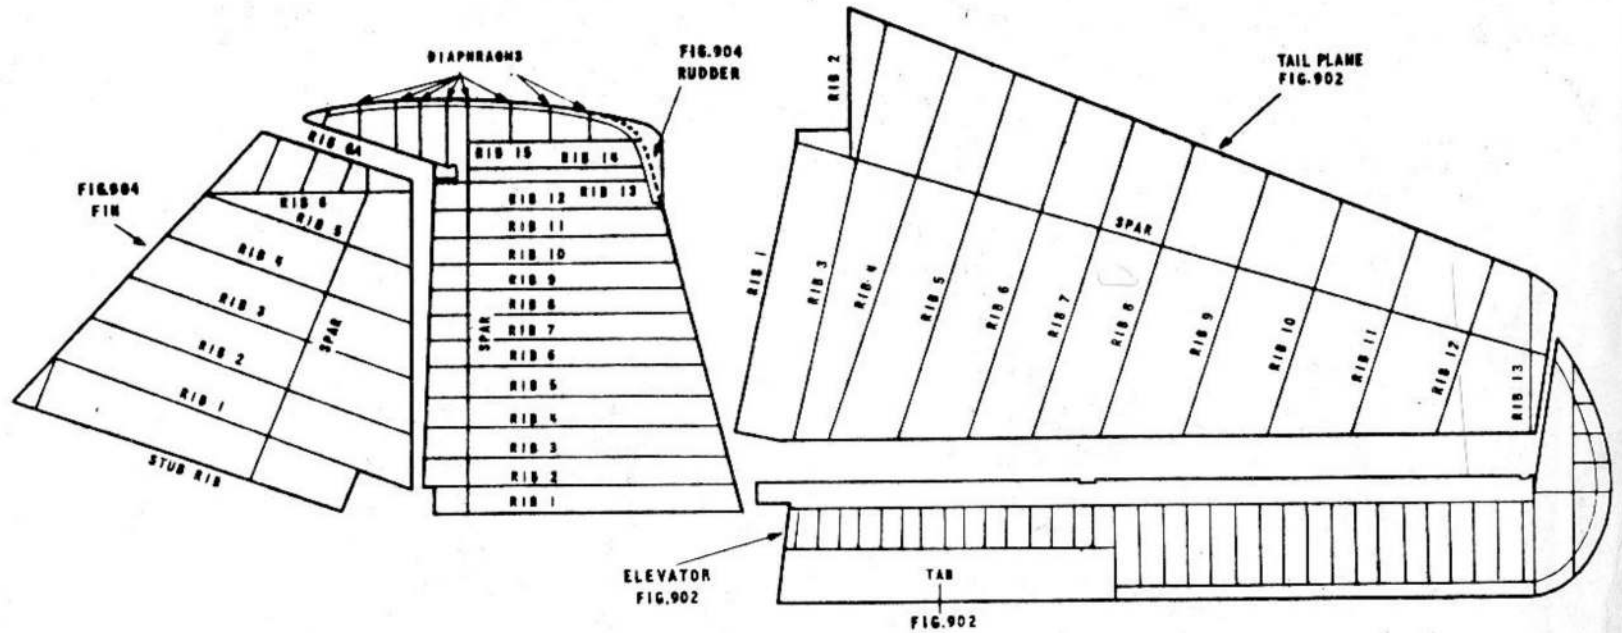 DIAPHRAGMS
FIG.904
RUDDER
RIB 6A
RIB 15
RIB 14
RIB 13
RIB 12
RIB 11
RIB 10
RIB 9
RIB 8
RIB 7
RIB 6
RIB 5
RIB 4
RIB 3
RIB 2
RIB 1
SPAR
FIG.904
FIN
RIB 6
RIB 5
RIB 4
RIB 3
RIB 2
RIB 1
SPAR
STUB RIB
TAIL PLANE
FIG.902
RIB 2
SPAR
RIB 1
RIB 3
RIB 4
RIB 5
RIB 6
RIB 7
RIB 8
RIB 9
RIB 10
RIB 11
RIB 12
RIB 13
ELEVATOR
FIG.902
TAB
FIG.902